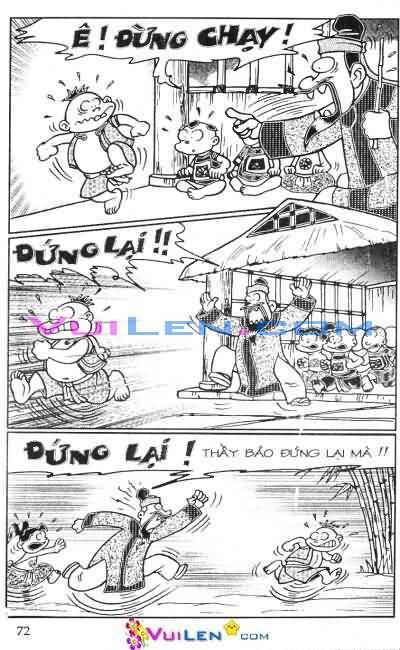 Ê! ĐỪNG CHẠY!
ĐỨNG LẠI!!
VUILEN.COM
ĐỨNG LẠI! THẦY BẢO ĐỨNG LẠI MÀ!!
72
VUILEN.COM